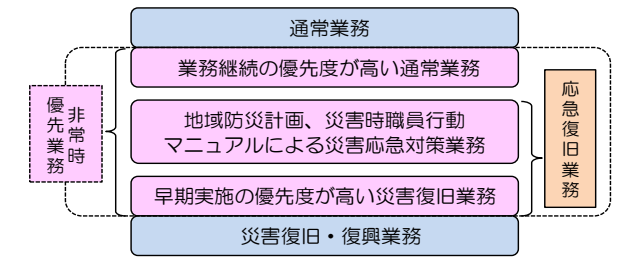 通常業務
業務継続の優先度が高い通常業務
非常時
優先業務
地域防災計画、災害時職員行動
マニュアルによる災害応急対策業務
応急復旧業務
早期実施の優先度が高い災害復旧業務
災害復旧・復興業務